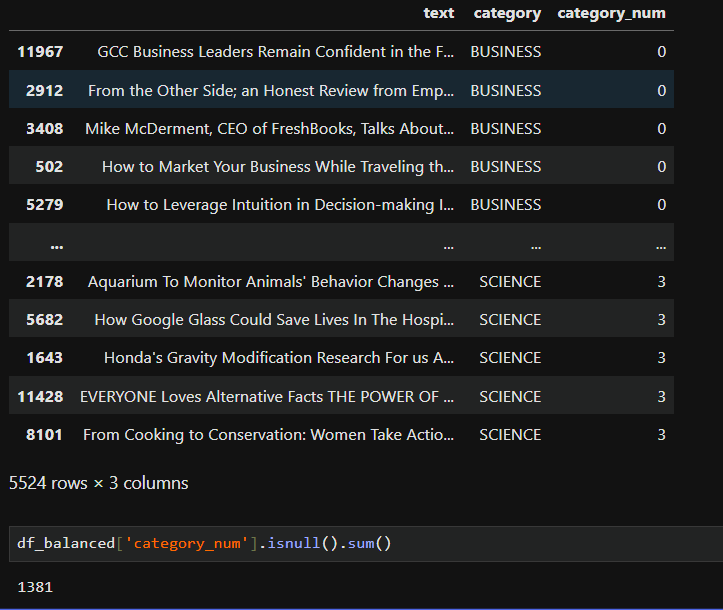 text category category_num
11967 GCC Business Leaders Remain Confident in the F... BUSINESS 0
2912 From the Other Side; an Honest Review from Emp... BUSINESS 0
3408 Mike McDerment, CEO of FreshBooks, Talks About... BUSINESS 0
502 How to Market Your Business While Traveling th... BUSINESS 0
5279 How to Leverage Intuition in Decision-making I... BUSINESS 0
... ... ... ...
2178 Aquarium To Monitor Animals' Behavior Changes ... SCIENCE 3
5682 How Google Glass Could Save Lives In The Hospi... SCIENCE 3
1643 Honda's Gravity Modification Research For us A... SCIENCE 3
11428 EVERYONE Loves Alternative Facts THE POWER OF ... SCIENCE 3
8101 From Cooking to Conservation: Women Take Actio... SCIENCE 3
5524 rows × 3 columns
df_balanced['category_num'].isnull().sum()
1381